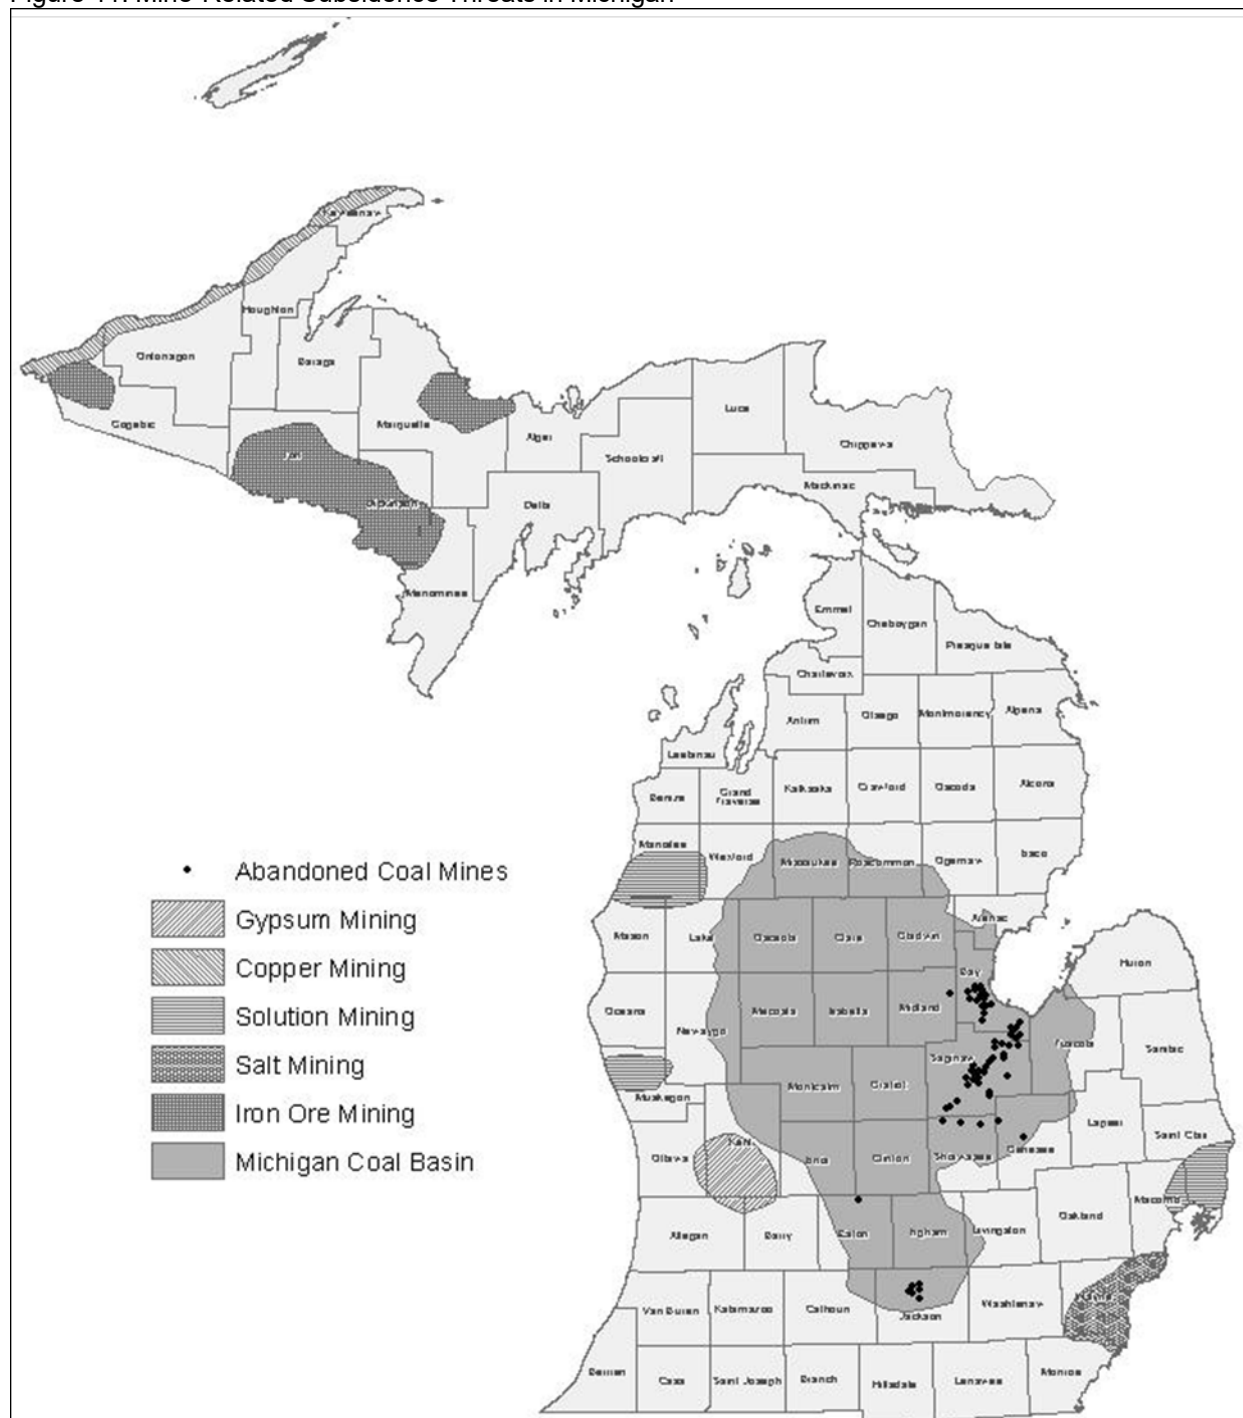 Mine-Related Subsidence Threats in Michigan
Keweenaw
Houghton
Ontonagon
Baraga
Gogebic
Marquette
Alger
Luce
Chippewa
Schoolcraft
Iron
Mackinac
Dickinson
Delta
Menominee
Emmet
Cheboygan
Presque Isle
Charlevoix
Antrim
Otsego
Montmorency
Alpena
Leelanau
Benzie
Grand Traverse
Kalkaska
Crawford
Oscoda
Alcona
Manistee
Wexford
Missaukee
Roscommon
Ogemaw
Iosco
Mason
Lake
Osceola
Clare
Gladwin
Arenac
Bay
Huron
Oceana
Newaygo
Mecosta
Isabella
Midland
Saginaw
Tuscola
Sanilac
Muskegon
Montcalm
Gratiot
Lapeer
Saint Clair
Ottawa
Kent
Ionia
Clinton
Shiawassee
Genesee
Macomb
Oakland
Allegan
Barry
Eaton
Ingham
Livingston
Van Buren
Kalamazoo
Calhoun
Jackson
Washtenaw
Wayne
Berrien
Cass
Saint Joseph
Branch
Hillsdale
Lenawee
Monroe
Abandoned Coal Mines
Gypsum Mining
Copper Mining
Solution Mining
Salt Mining
Iron Ore Mining
Michigan Coal Basin